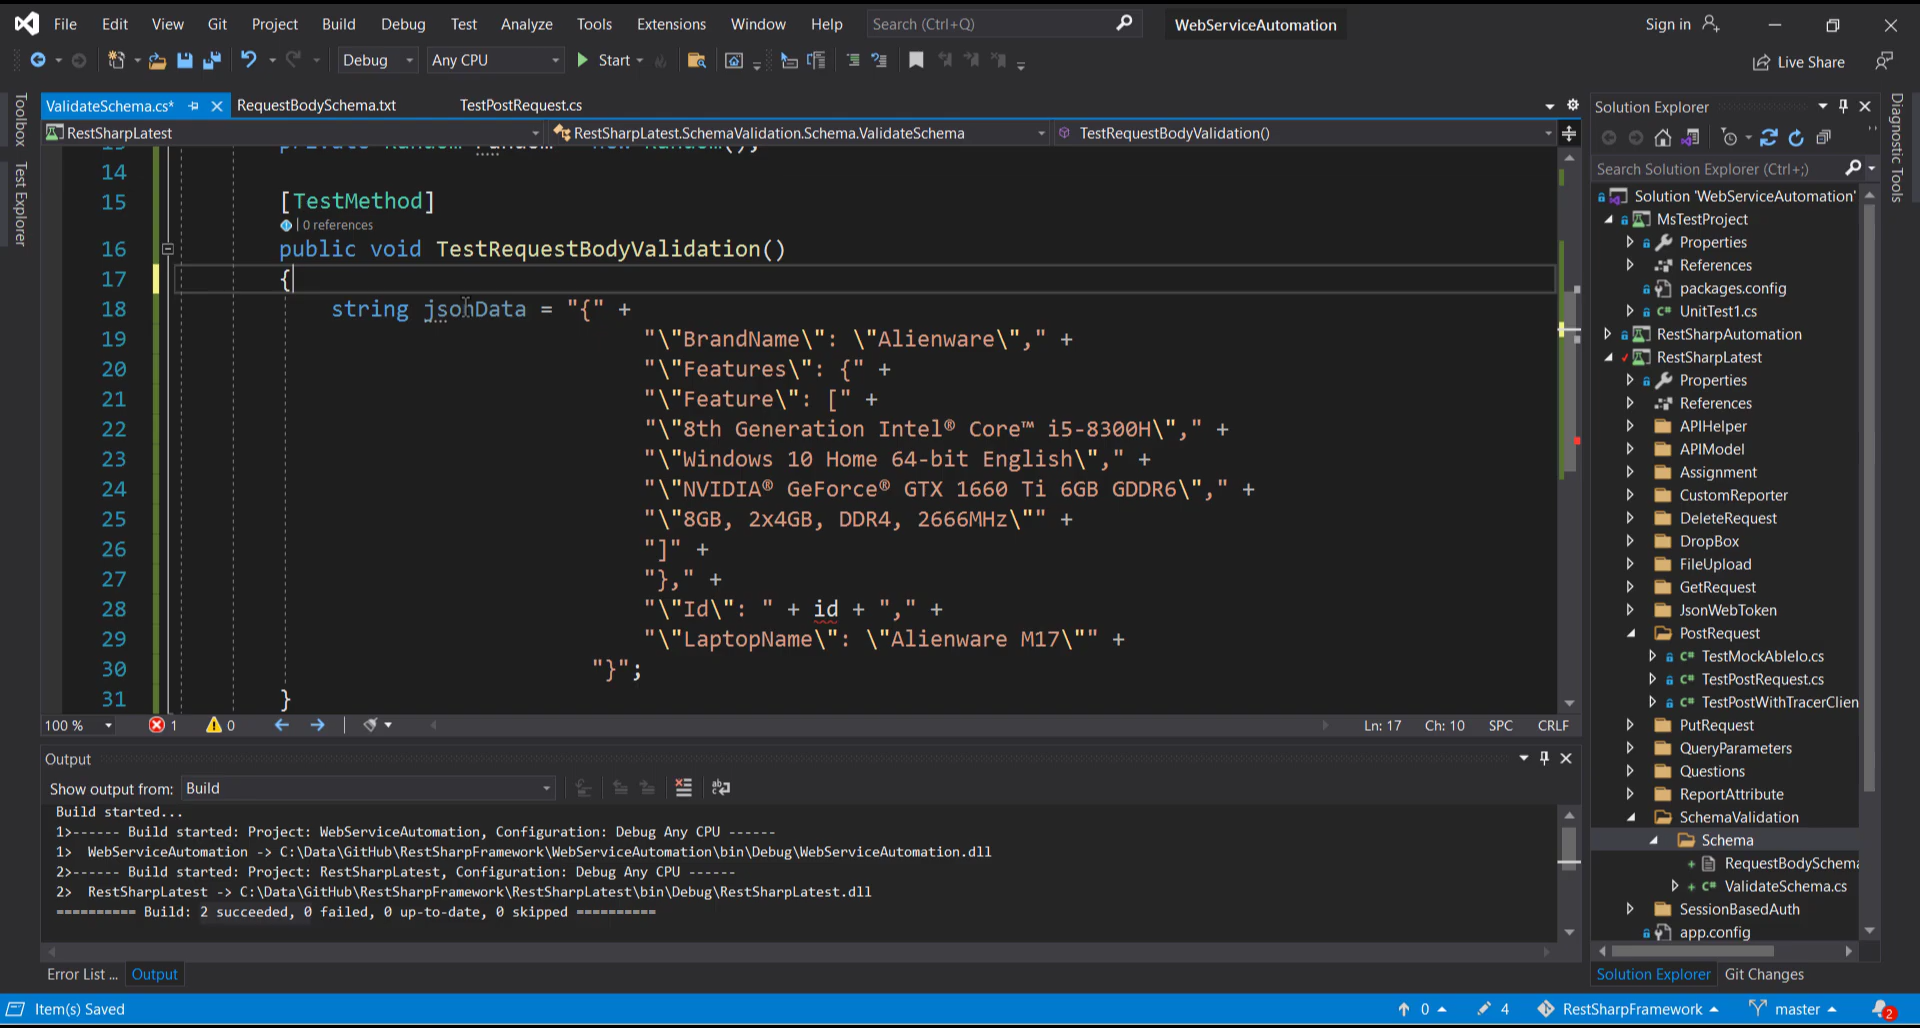 File Edit View Git Project Build Debug Test Analyze Tools Extensions Window Help Search (Ctrl+Q) WebServiceAutomation Sign in
Debug Any CPU Start Live Share
Toolbox
Test Explorer
ValidateSchema.cs* RequestBodySchema.txt TestPostRequest.cs
RestSharpLatest RestSharpLatest.SchemaValidation.Schema.ValidateSchema TestRequestBodyValidation()
14
15 [TestMethod]
0 references
16 public void TestRequestBodyValidation()
17 {
18 string jsonData = "{" +
19 "\"BrandName\": \"Alienware\"," +
20 "\"Features\": {" +
21 "\"Feature\": [" +
22 "\"8th Generation Intel® Core™ i5-8300H\"," +
23 "\"Windows 10 Home 64-bit English\"," +
24 "\"NVIDIA® GeForce® GTX 1660 Ti 6GB GDDR6\"," +
25 "\"8GB, 2x4GB, DDR4, 2666MHz\"" +
26 "]" +
27 "}," +
28 "\"Id\": " + id + "," +
29 "\"LaptopName\": \"Alienware M17\"" +
30 "}";
31 }
100 % 1 0 Ln: 17 Ch: 10 SPC CRLF
Output
Show output from: Build
Build started...
1>------ Build started: Project: WebServiceAutomation, Configuration: Debug Any CPU ------
1> WebServiceAutomation -> C:\Data\GitHub\RestSharpFramework\WebServiceAutomation\bin\Debug\WebServiceAutomation.dll
2>------ Build started: Project: RestSharpLatest, Configuration: Debug Any CPU ------
2> RestSharpLatest -> C:\Data\GitHub\RestSharpFramework\RestSharpLatest\bin\Debug\RestSharpLatest.dll
========== Build: 2 succeeded, 0 failed, 0 up-to-date, 0 skipped ==========
Error List ... Output
Solution Explorer
Search Solution Explorer (Ctrl+;)
Solution 'WebServiceAutomation'
MsTestProject
Properties
References
packages.config
C# UnitTest1.cs
RestSharpAutomation
RestSharpLatest
Properties
References
APIHelper
APIModel
Assignment
CustomReporter
DeleteRequest
DropBox
FileUpload
GetRequest
JsonWebToken
PostRequest
C# TestMockAbleIo.cs
C# TestPostRequest.cs
C# TestPostWithTracerClien
PutRequest
QueryParameters
Questions
ReportAttribute
SchemaValidation
Schema
RequestBodySchema
C# ValidateSchema.cs
SessionBasedAuth
app.config
Solution Explorer Git Changes
Diagnostic Tools
Item(s) Saved 0 4 RestSharpFramework master 2